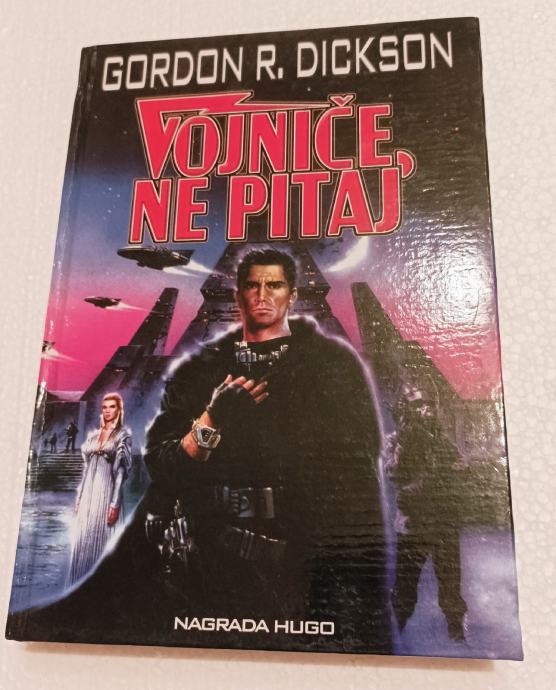 GORDON R. DICKSON
VOJNIČE,
NE PITAJ
NAGRADA HUGO